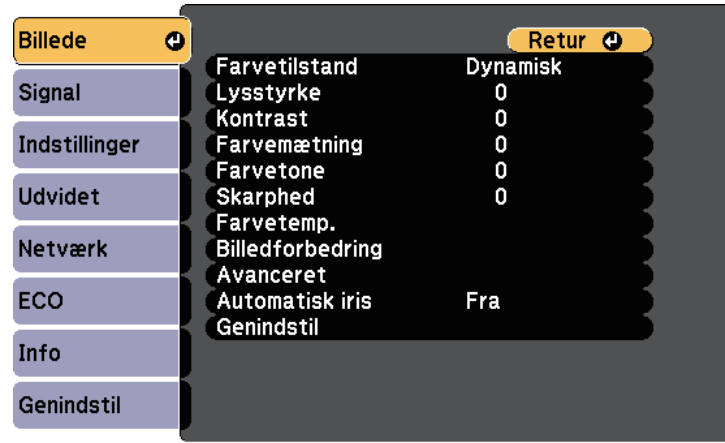 Billede
Signal
Indstillinger
Udvidet
Netværk
ECO
Info
Genindstil
Retur
Farvetilstand Dynamisk
Lysstyrke 0
Kontrast 0
Farvemætning 0
Farvetone 0
Skarphed 0
Farvetemp.
Billedforbedring
Avanceret
Automatisk iris Fra
Genindstil